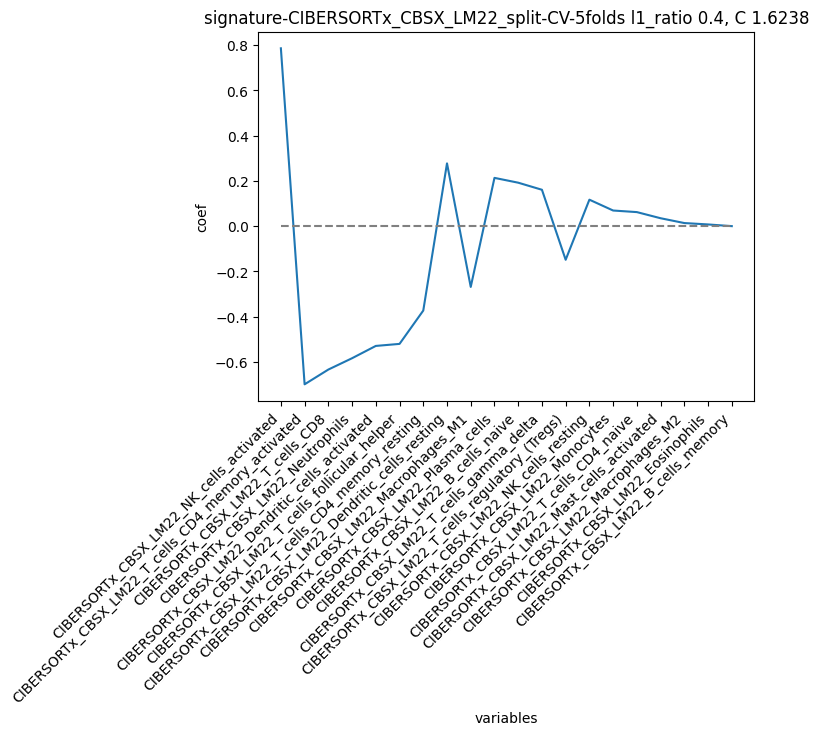 signature-CIBERSORTx_CBSX_LM22_split-CV-5folds l1_ratio 0.4, C 1.6238
coef
0.8
0.6
0.4
0.2
0.0
−0.2
−0.4
−0.6
CIBERSORTx_CBSX_LM22_NK_cells_activated
CIBERSORTx_CBSX_LM22_T_cells_CD4_memory_activated
CIBERSORTx_CBSX_LM22_T_cells_CD8
CIBERSORTx_CBSX_LM22_Neutrophils
CIBERSORTx_CBSX_LM22_Dendritic_cells_activated
CIBERSORTx_CBSX_LM22_T_cells_follicular_helper
CIBERSORTx_CBSX_LM22_T_cells_CD4_memory_resting
CIBERSORTx_CBSX_LM22_Dendritic_cells_resting
CIBERSORTx_CBSX_LM22_Macrophages_M1
CIBERSORTx_CBSX_LM22_Plasma_cells
CIBERSORTx_CBSX_LM22_B_cells_naive
CIBERSORTx_CBSX_LM22_T_cells_gamma_delta
CIBERSORTx_CBSX_LM22_T_cells_regulatory_(Tregs)
CIBERSORTx_CBSX_LM22_NK_cells_resting
CIBERSORTx_CBSX_LM22_Monocytes
CIBERSORTx_CBSX_LM22_T_cells_CD4_naive
CIBERSORTx_CBSX_LM22_Mast_cells_activated
CIBERSORTx_CBSX_LM22_Macrophages_M2
CIBERSORTx_CBSX_LM22_Eosinophils
CIBERSORTx_CBSX_LM22_B_cells_memory
variables